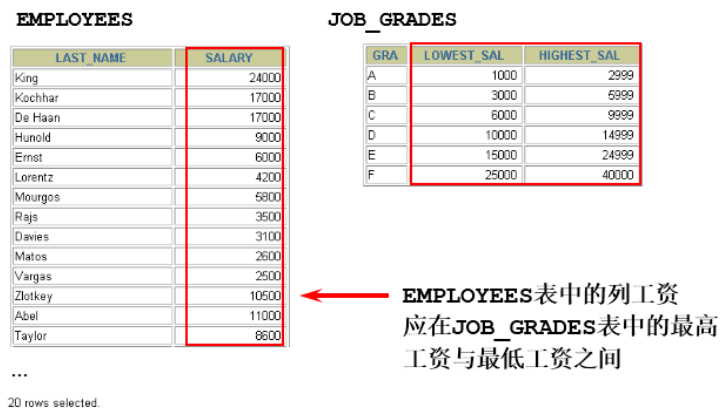 EMPLOYEES
LAST_NAME SALARY
King 24000
Kochhar 17000
De Haan 17000
Hunold 9000
Ernst 6000
Lorentz 4200
Mourgos 5800
Rajs 3500
Davies 3100
Matos 2600
Vargas 2500
Zlotkey 10500
Abel 11000
Taylor 8600
...
20 rows selected.
JOB_GRADES
GRA LOWEST_SAL HIGHEST_SAL
A 1000 2999
B 3000 5999
C 6000 9999
D 10000 14999
E 15000 24999
F 25000 40000
EMPLOYEES表中的列工资
应在JOB_GRADES表中的最高
工资与最低工资之间